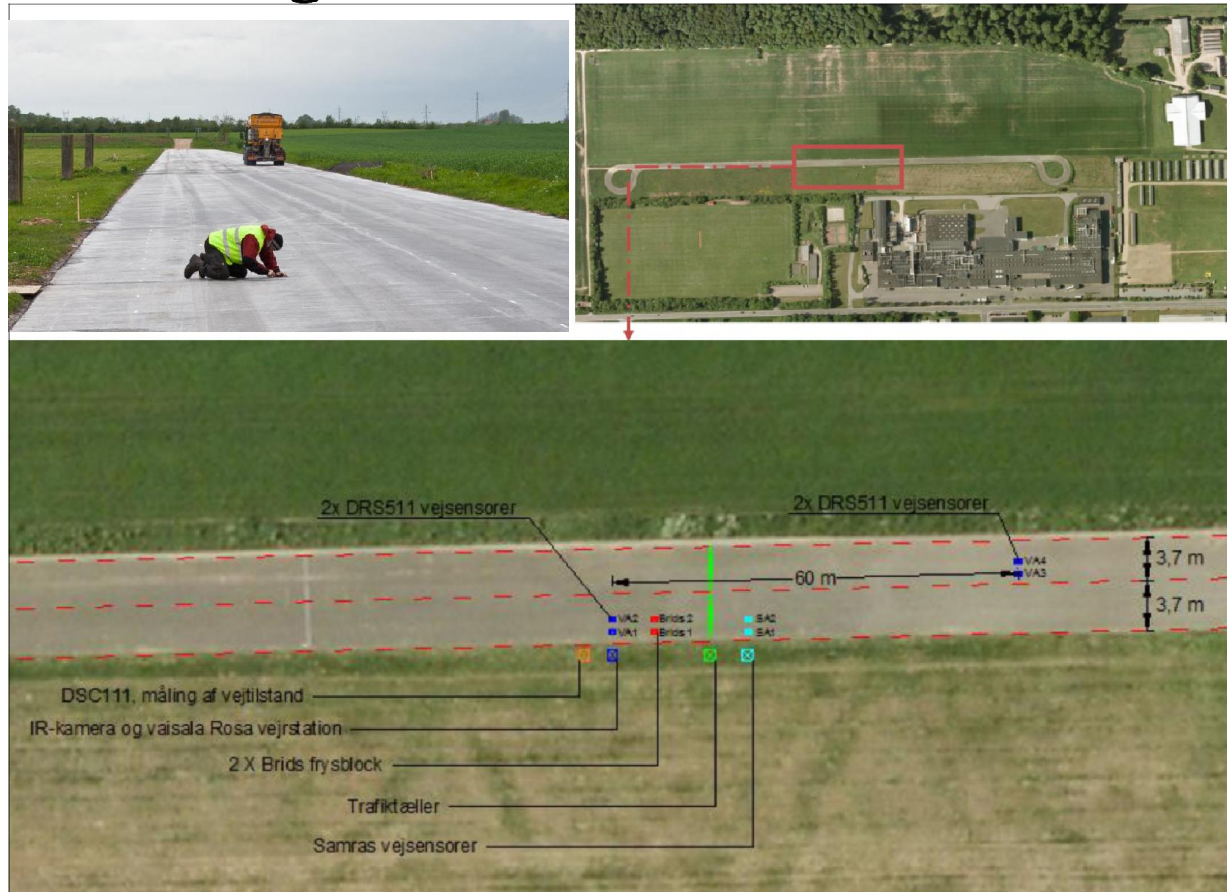 2x DRS511 vejsensorer
2x DRS511 vejsensorer
VA4
VA3
3,7 m
60 m
3,7 m
VA2
Brids 2
SA2
VA1
Brids 1
SA1
DSC111, måling af vejtilstand
IR-kamera og vaisala Rosa vejrstation
2 X Brids frysblock
Trafiktæller
Samras vejsensorer